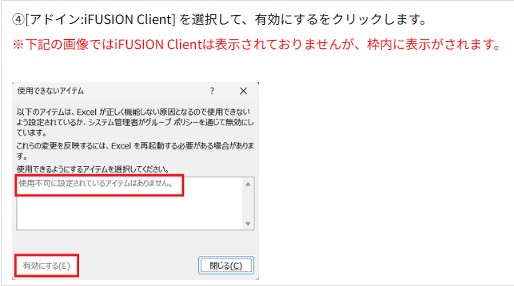 ④[アドイン:iFUSION Client] を選択して、有効にするをクリックします。
※下記の画像ではiFUSION Clientは表示されておりませんが、枠内に表示がされます。
使用できないアイテム ? ×
以下のアイテムは、Excel が正しく機能しない原因となるので使用できない
よう設定されているか、システム管理者がグループ ポリシーを通じて無効にし
ています。
これらの変更を反映するには、Excel を再起動する必要がある場合がありま
す。
使用できるようにするアイテムを選択してください。
使用不可に設定されているアイテムはありません。
有効にする(E) 閉じる(C)